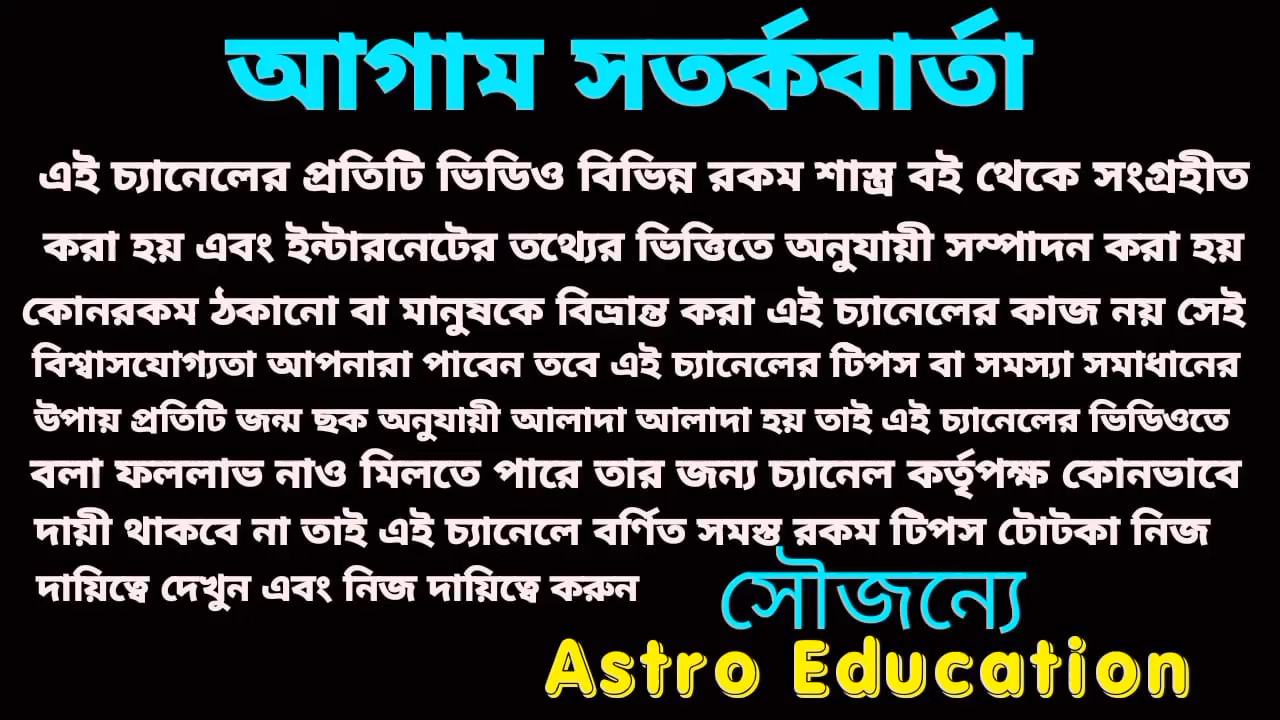 আগাম সতর্কবার্তা
এই চ্যানেলের প্রতিটি ভিডিও বিভিন্ন রকম শাস্ত্র বই থেকে সংগ্রহীত
করা হয় এবং ইন্টারনেটের তথ্যের ভিত্তিতে অনুযায়ী সম্পাদন করা হয়
কোনরকম ঠকানো বা মানুষকে বিভ্রান্ত করা এই চ্যানেলের কাজ নয় সেই
বিশ্বাসযোগ্যতা আপনারা পাবেন তবে এই চ্যানেলের টিপস বা সমস্যা সমাধানের
উপায় প্রতিটি জন্ম ছক অনুযায়ী আলাদা আলাদা হয় তাই এই চ্যানেলের ভিডিওতে
বলা ফললাভ নাও মিলতে পারে তার জন্য চ্যানেল কর্তৃপক্ষ কোনভাবে
দায়ী থাকবে না তাই এই চ্যানেলে বর্ণিত সমস্ত রকম টিপস টোটকা নিজ
দায়িত্বে দেখুন এবং নিজ দায়িত্বে করুন
সৌজন্যে
Astro Education